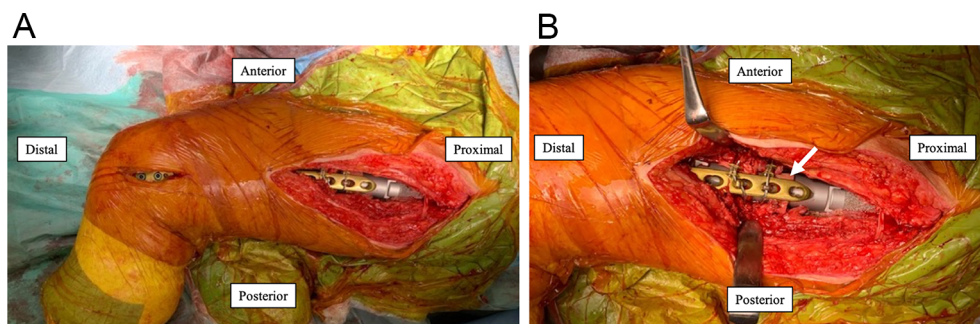 A
Anterior
Distal
Proximal
Posterior
B
Anterior
Distal
Proximal
Posterior